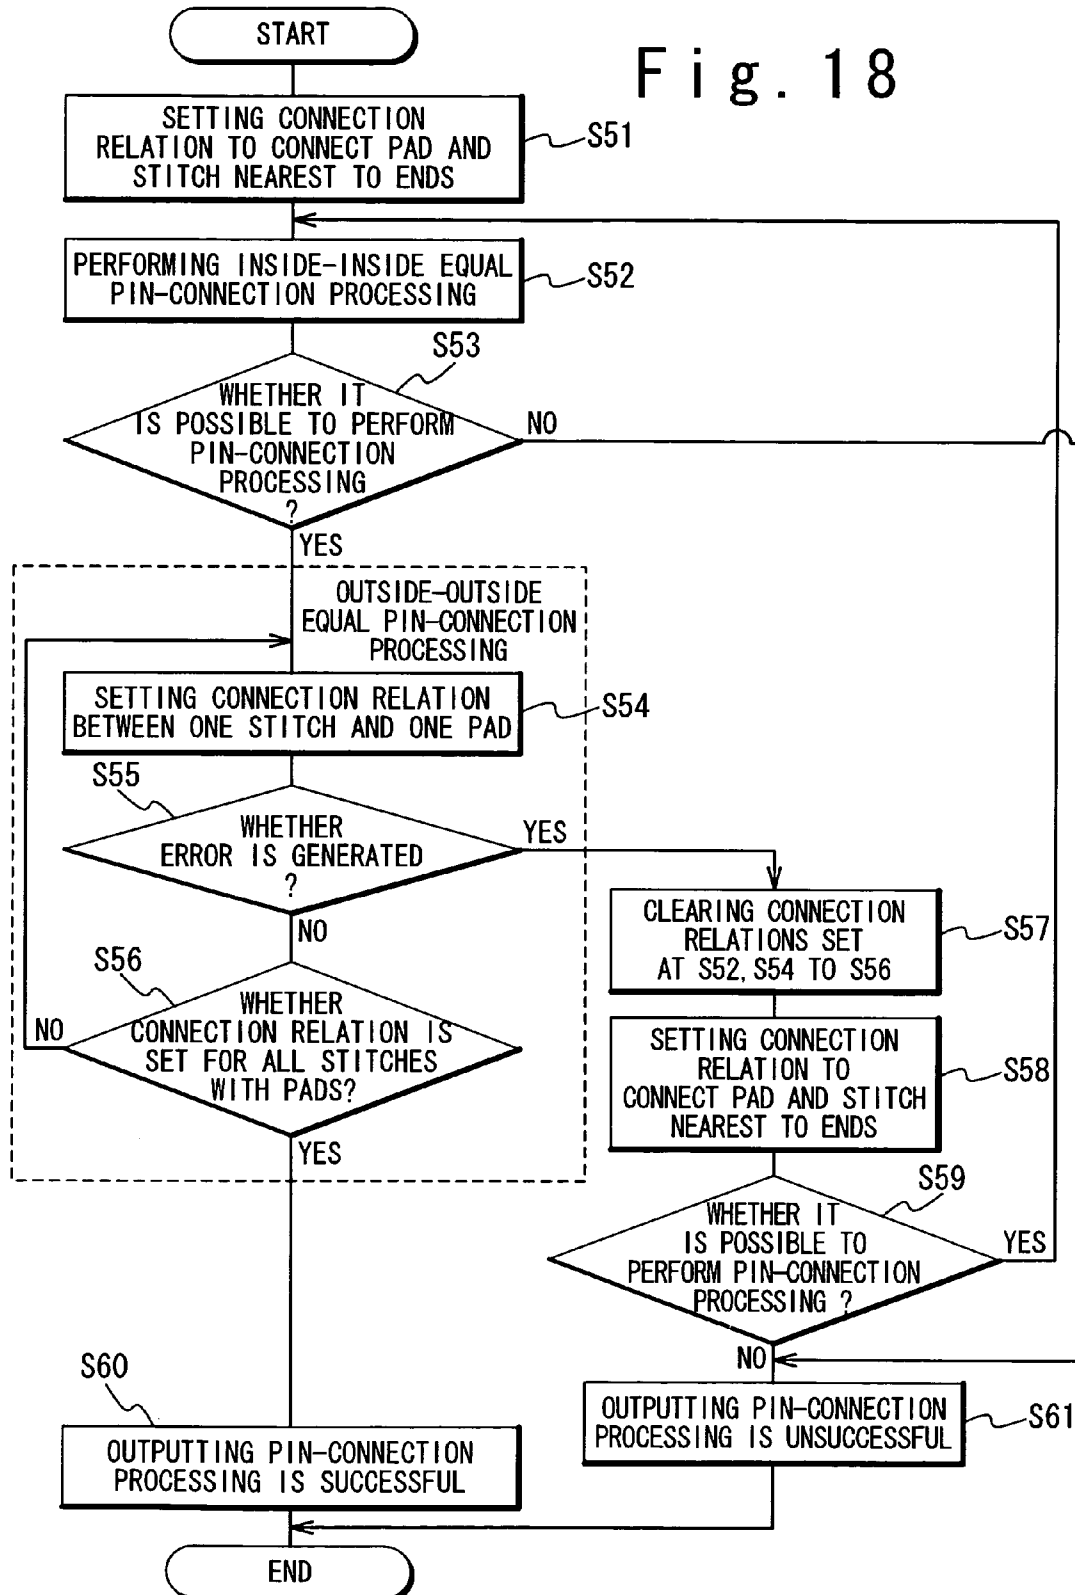 START
Fig. 18
SETTING CONNECTION
RELATION TO CONNECT PAD AND
STITCH NEAREST TO ENDS
S51
PERFORMING INSIDE-INSIDE EQUAL
PIN-CONNECTION PROCESSING
S52
S53
WHETHER IT
IS POSSIBLE TO PERFORM
PIN-CONNECTION
PROCESSING
?
NO
YES
OUTSIDE-OUTSIDE
EQUAL PIN-CONNECTION
PROCESSING
SETTING CONNECTION RELATION
BETWEEN ONE STITCH AND ONE PAD
S54
S55
WHETHER
ERROR IS GENERATED
?
YES
NO
S56
WHETHER
CONNECTION RELATION IS
SET FOR ALL STITCHES
WITH PADS?
NO
YES
CLEARING CONNECTION
RELATIONS SET
AT S52, S54 TO S56
S57
SETTING CONNECTION
RELATION TO
CONNECT PAD AND STITCH
NEAREST TO ENDS
S58
S59
WHETHER IT
IS POSSIBLE TO
PERFORM PIN-CONNECTION
PROCESSING ?
YES
NO
S60
OUTPUTTING PIN-CONNECTION
PROCESSING IS SUCCESSFUL
OUTPUTTING PIN-CONNECTION
PROCESSING IS UNSUCCESSFUL
S61
END